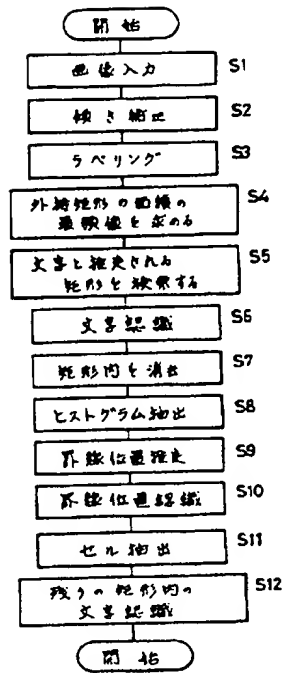 開始
画像入力 S1
傾き補正 S2
ラベリング S3
外接矩形の面積の S4
最頻値を求める
文字と推定される S5
矩形を検索する
文字認識 S6
矩形内を消去 S7
ヒストグラム抽出 S8
罫線位置推定 S9
罫線位置認識 S10
セル抽出 S11
残りの矩形内の S12
文字認識
開始